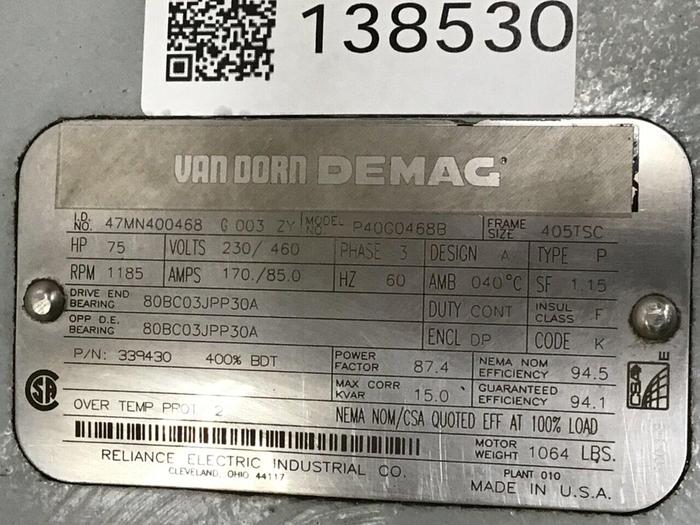 138530
VAN DORN DEMAG
I.D. NO. 47MN400468 G 003 ZY MODEL NO. P40G0468B FRAME SIZE 405TSC
HP 75 VOLTS 230/ 460 PHASE 3 DESIGN A TYPE P
RPM 1185 AMPS 170./85.0 HZ 60 AMB 040°C SF 1.15
DRIVE END BEARING 80BC03JPP30A DUTY CONT INSUL CLASS F
OPP D.E. BEARING 80BC03JPP30A ENCL DP CODE K
P/N: 339430 400% BDT POWER FACTOR 87.4 NEMA NOM EFFICIENCY 94.5
MAX CORR KVAR 15.0 GUARANTEED EFFICIENCY 94.1
OVER TEMP PROT 2 NEMA NOM/CSA QUOTED EFF AT 100% LOAD
MOTOR WEIGHT 1064 LBS.
RELIANCE ELECTRIC INDUSTRIAL CO.
CLEVELAND, OHIO 44117
PLANT 010
MADE IN U.S.A.